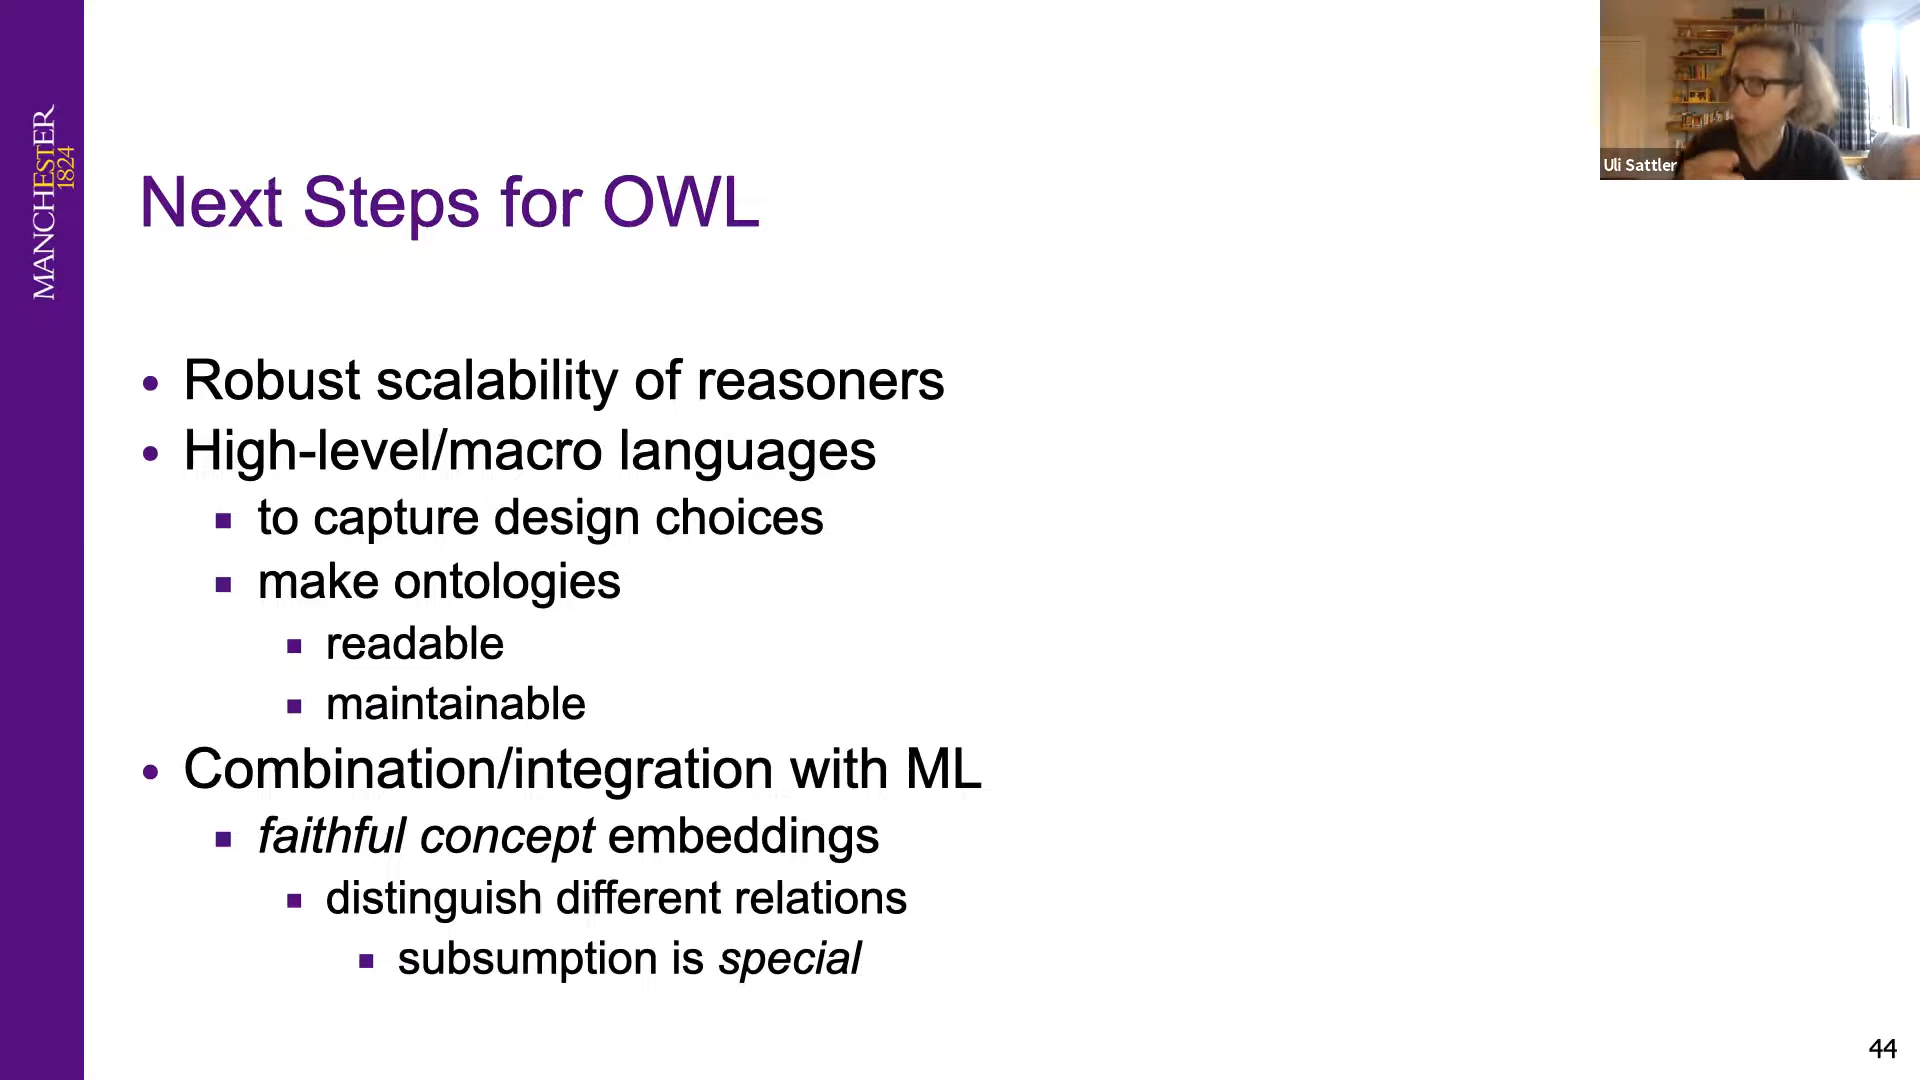 MANCHESTER
1824
Uli Sattler
Next Steps for OWL
• Robust scalability of reasoners
• High-level/macro languages
▪ to capture design choices
▪ make ontologies
▪ readable
▪ maintainable
• Combination/integration with ML
▪ faithful concept embeddings
▪ distinguish different relations
▪ subsumption is special
44